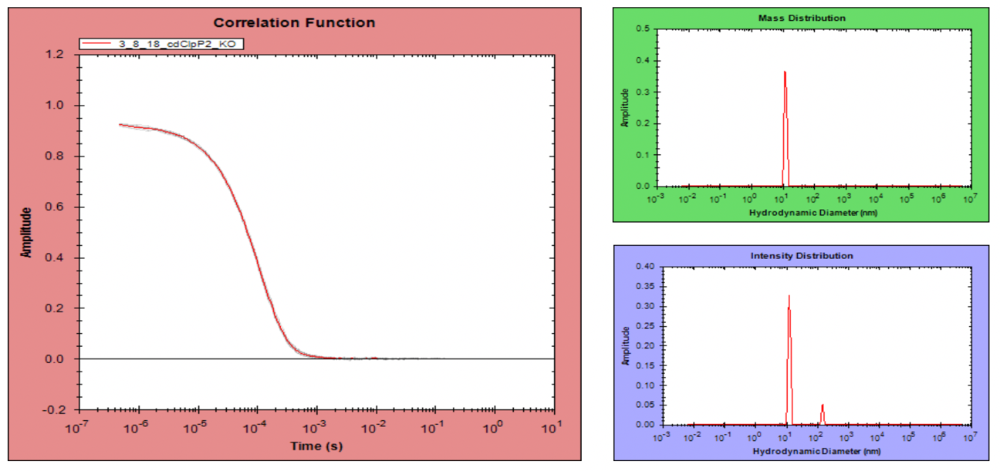 Correlation Function
3_8_18_cdClpP2_KO
1.2
1.0
0.8
0.6
0.4
0.2
0.0
-0.2
Amplitude
10-7 10-6 10-5 10-4 10-3 10-2 10-1 100 101
Time (s)
Mass Distribution
0.5
0.4
0.3
0.2
0.1
0.0
Amplitude
10-3 10-2 10-1 100 101 102 103 104 105 106 107
Hydrodynamic Diameter (nm)
Intensity Distribution
0.40
0.35
0.30
0.25
0.20
0.15
0.10
0.05
0.00
Amplitude
10-3 10-2 10-1 100 101 102 103 104 105 106 107
Hydrodynamic Diameter (nm)